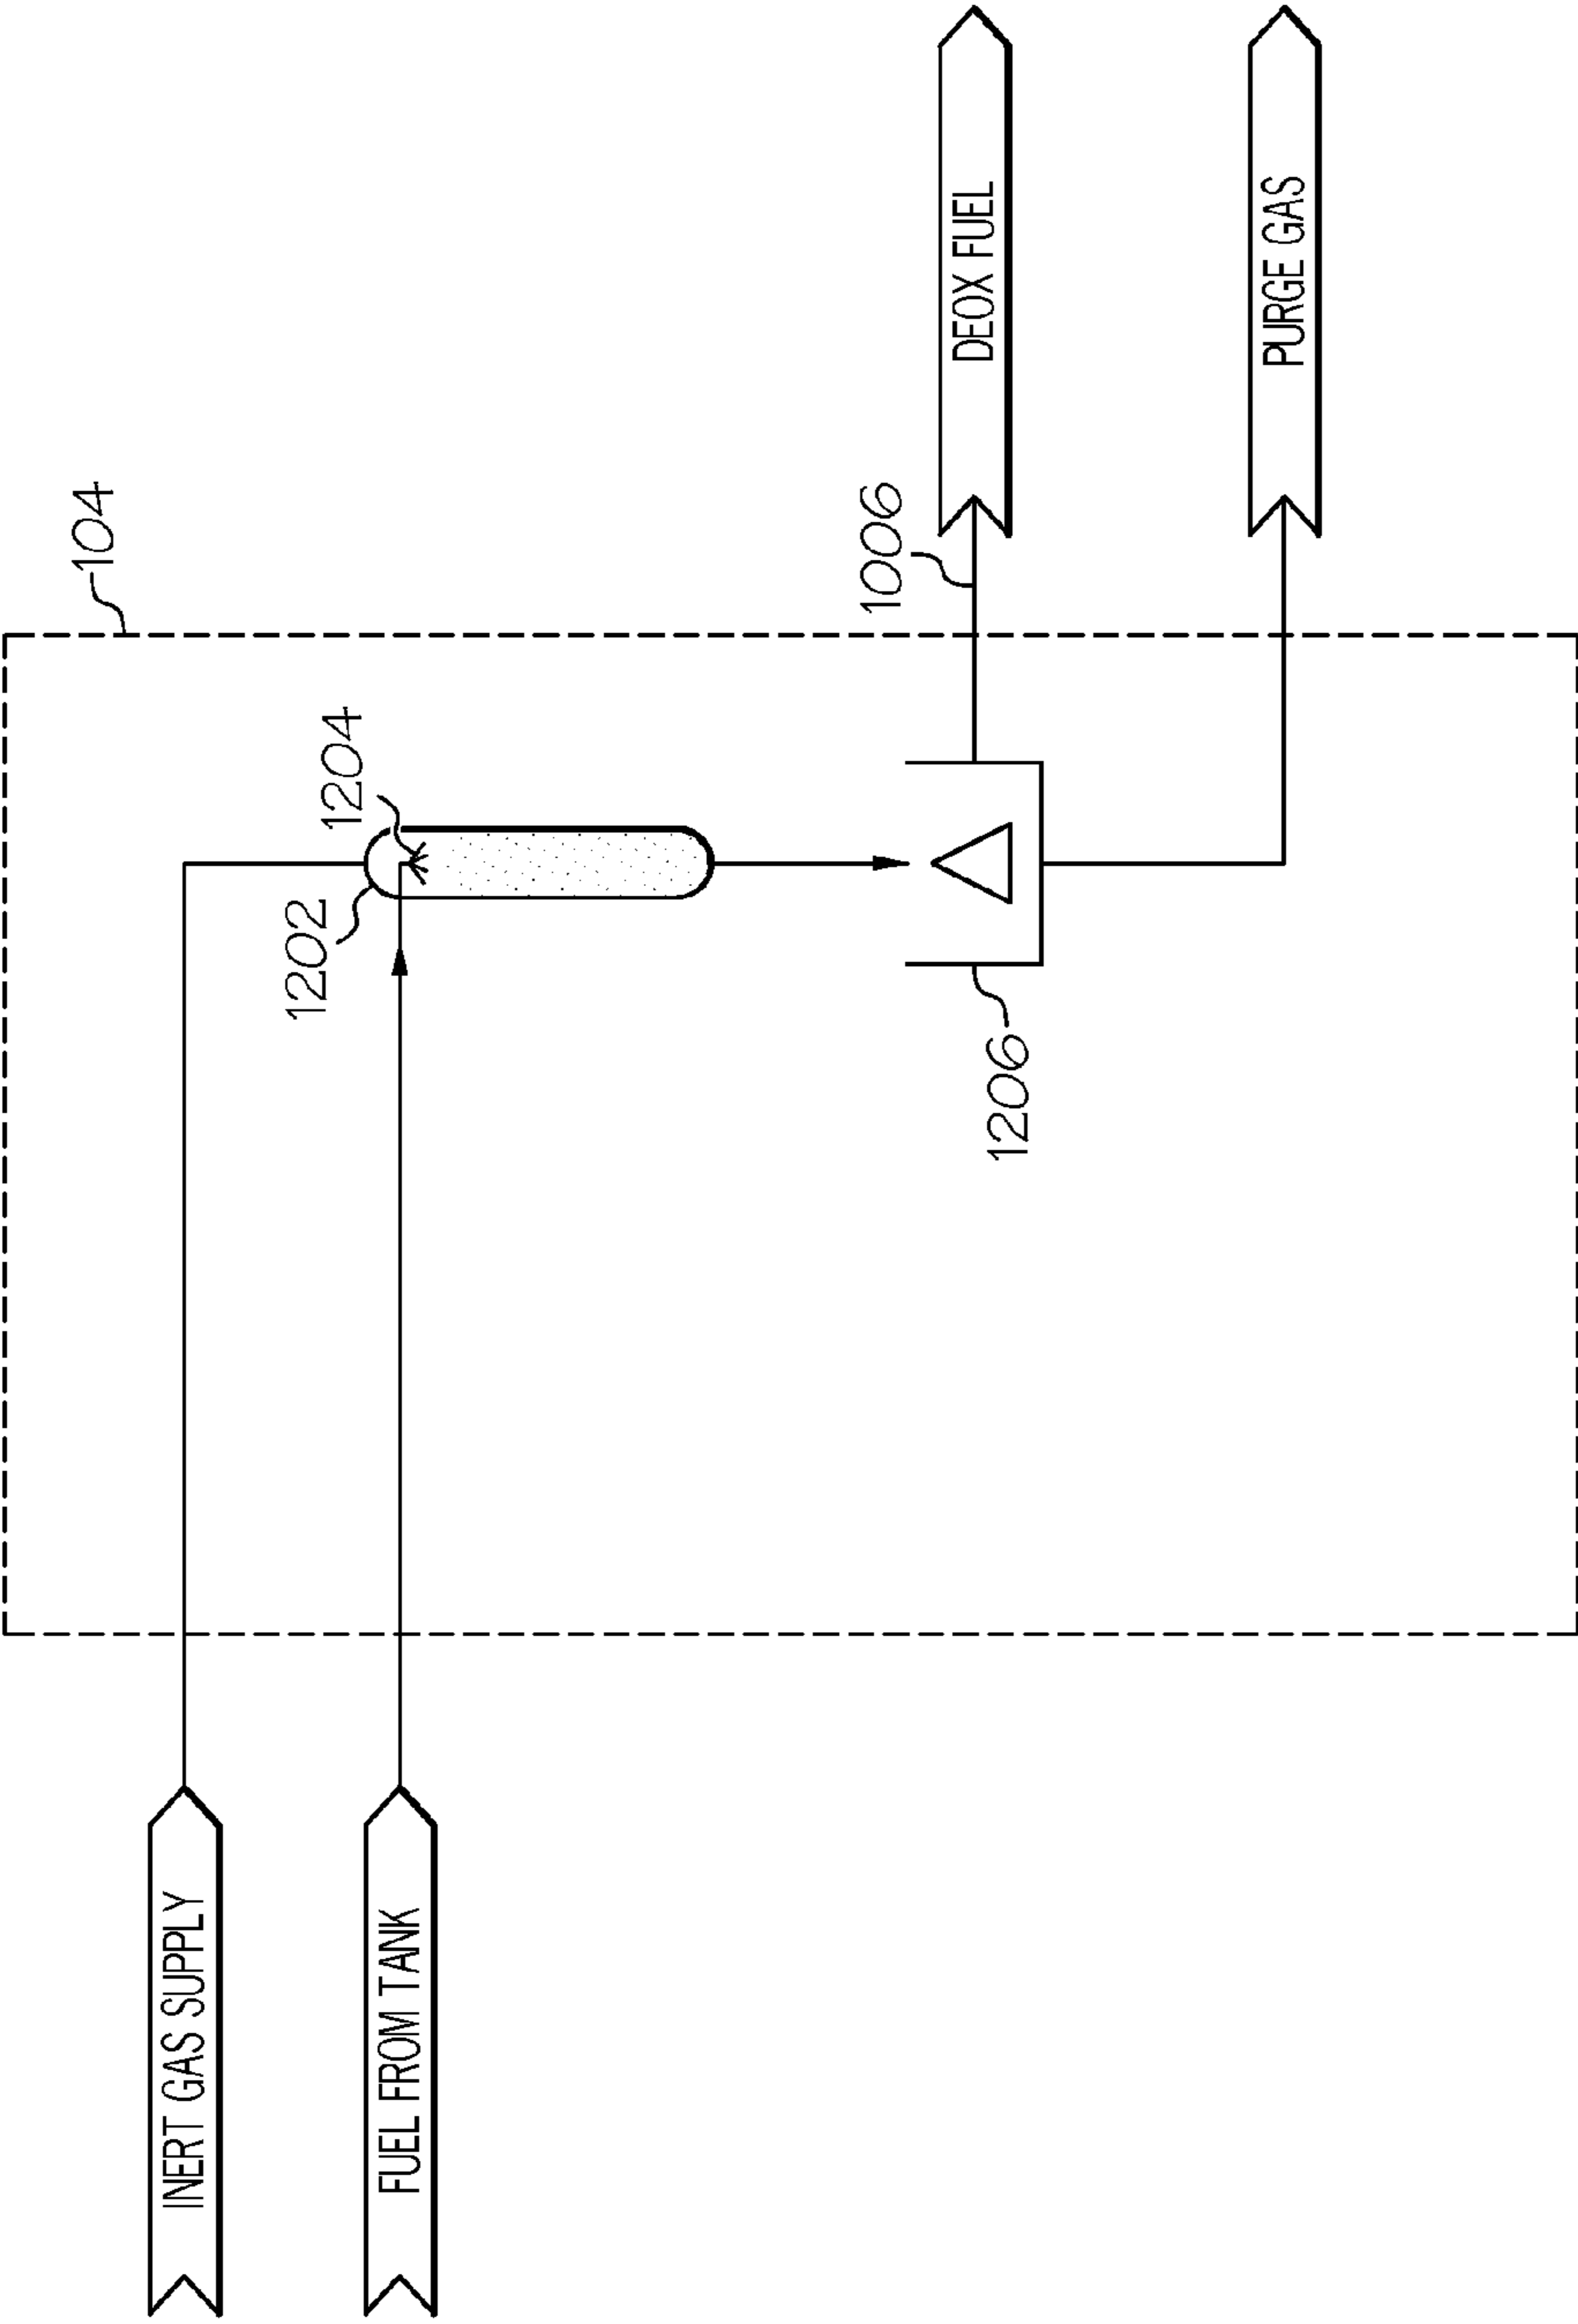 104
INERT GAS SUPPLY
1204
1202
FUEL FROM TANK
1006
DEOX FUEL
1206
PURGE GAS